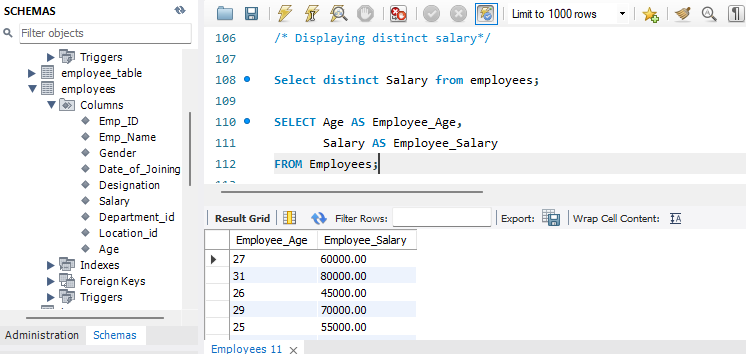 SCHEMAS
Filter objects
Triggers
employee_table
employees
Columns
Emp_ID
Emp_Name
Gender
Date_of_Joining
Designation
Salary
Department_id
Location_id
Age
Indexes
Foreign Keys
Triggers
Administration Schemas
Limit to 1000 rows
106 /* Displaying distinct salary*/
107
108 Select distinct Salary from employees;
109
110 SELECT Age AS Employee_Age,
111 Salary AS Employee_Salary
112 FROM Employees;
Result Grid Filter Rows: Export: Wrap Cell Content:
Employee_Age Employee_Salary
27 60000.00
31 80000.00
26 45000.00
29 70000.00
25 55000.00
Employees 11